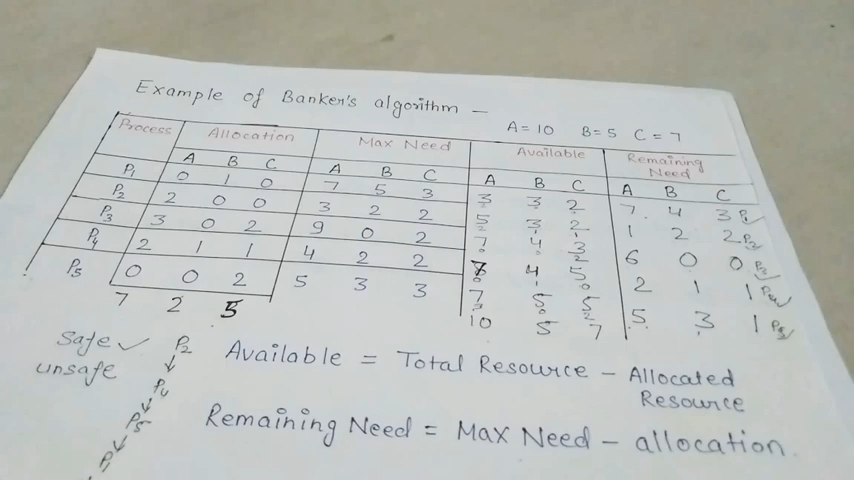 Example of Banker's algorithm —
A = 10 B = 5 C = 7
Process Allocation Max Need Available Remaining Need
A B C A B C A B C A B C
P1 0 1 0 7 5 3 3 3 2 7 4 3 P1
P2 2 0 0 3 2 2 5 3 2 1 2 2 P2
P3 3 0 2 9 0 2 7 4 3 6 0 0
P4 2 1 1 4 2 2 7 4 5 2 1 1 P4
P5 0 0 2 5 3 3 7 5 5 5 3 1 P5
7 2 5 10 5 7
Safe ✓
unsafe
P2
↓
P4
↓
P5
↓
P
Available = Total Resource – Allocated Resource
Remaining Need = Max Need – allocation.